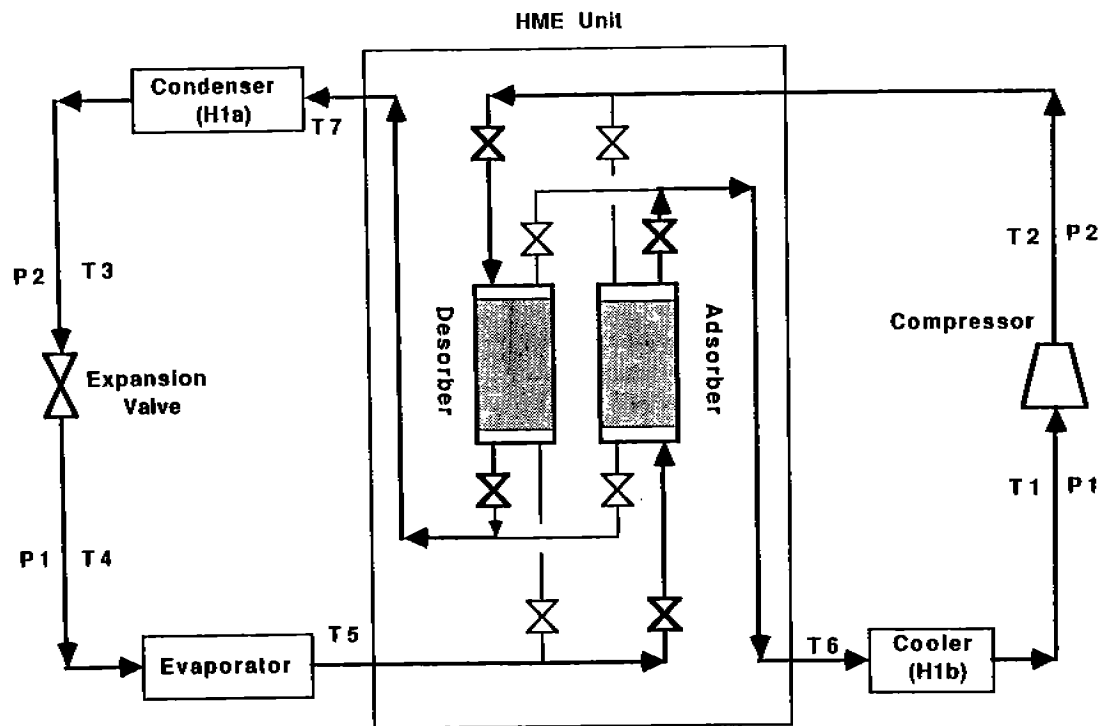 HME Unit
Condenser
(H1a)
T7
T2
P2
P2
T3
Compressor
Desorber
Adsorber
Expansion
Valve
T1
P1
P1
T4
T5
T6
Evaporator
Cooler
(H1b)